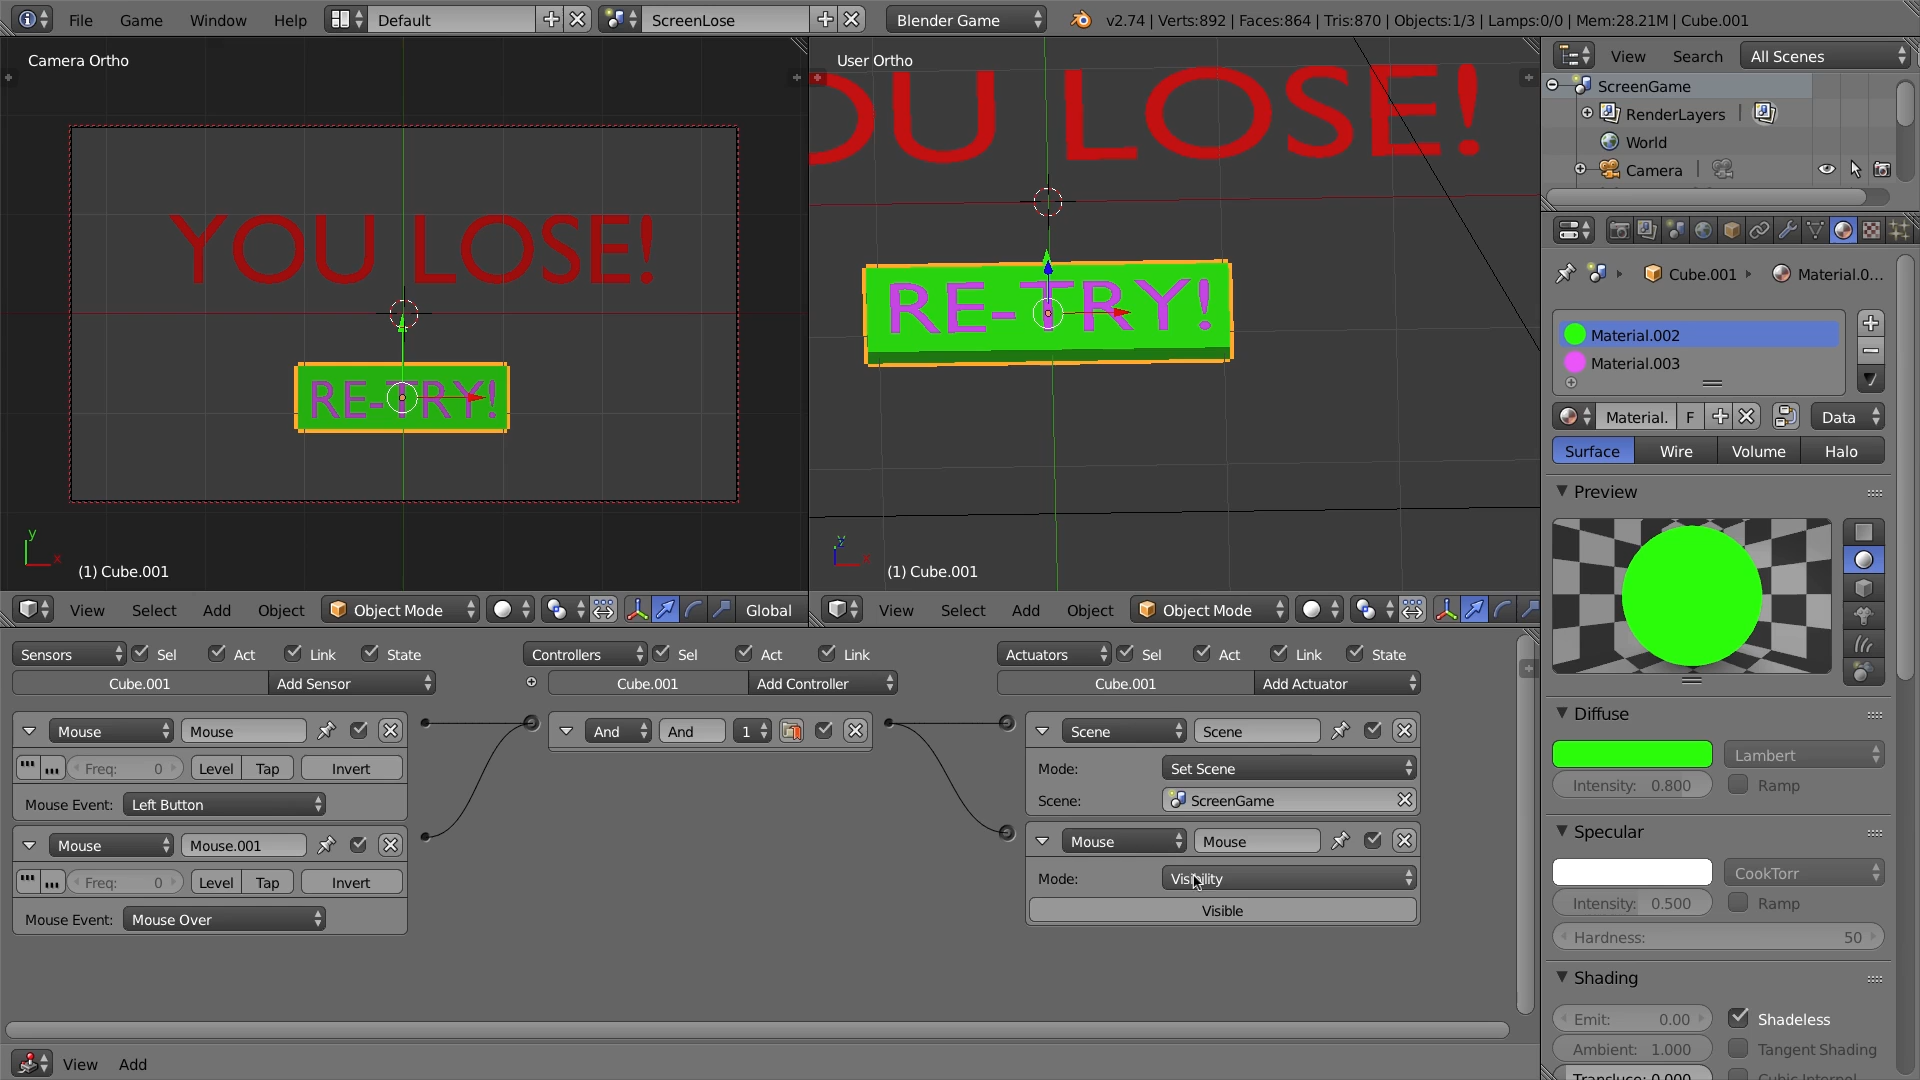 File Game Window Help Default ScreenLose Blender Game v2.74 | Verts:892 | Faces:864 | Tris:870 | Objects:1/3 | Lamps:0/0 | Mem:28.21M | Cube.001
Camera Ortho
YOU LOSE!
RE-TRY!
y
x
(1) Cube.001
View Select Add Object Object Mode Global
User Ortho
OU LOSE!
RE-TRY!
(1) Cube.001
View Select Add Object Object Mode
View Search All Scenes
ScreenGame
RenderLayers
World
Camera
Cube.001 Material.0...
Material.002
Material.003
Material. F Data
Surface Wire Volume Halo
Preview
Diffuse
Lambert
Intensity: 0.800 Ramp
Specular
CookTorr
Intensity: 0.500 Ramp
Hardness: 50
Shading
Emit: 0.00 Shadeless
Ambient: 1.000 Tangent Shading
Transluc: 0.000 Cubic Interpol
Sensors Sel Act Link State
Cube.001 Add Sensor
Mouse Mouse
Freq: 0 Level Tap Invert
Mouse Event: Left Button
Mouse Mouse.001
Freq: 0 Level Tap Invert
Mouse Event: Mouse Over
Controllers Sel Act Link
Cube.001 Add Controller
And And 1
Actuators Sel Act Link State
Cube.001 Add Actuator
Scene Scene
Mode: Set Scene
Scene: ScreenGame
Mouse Mouse
Mode: Visibility
Visible
View Add